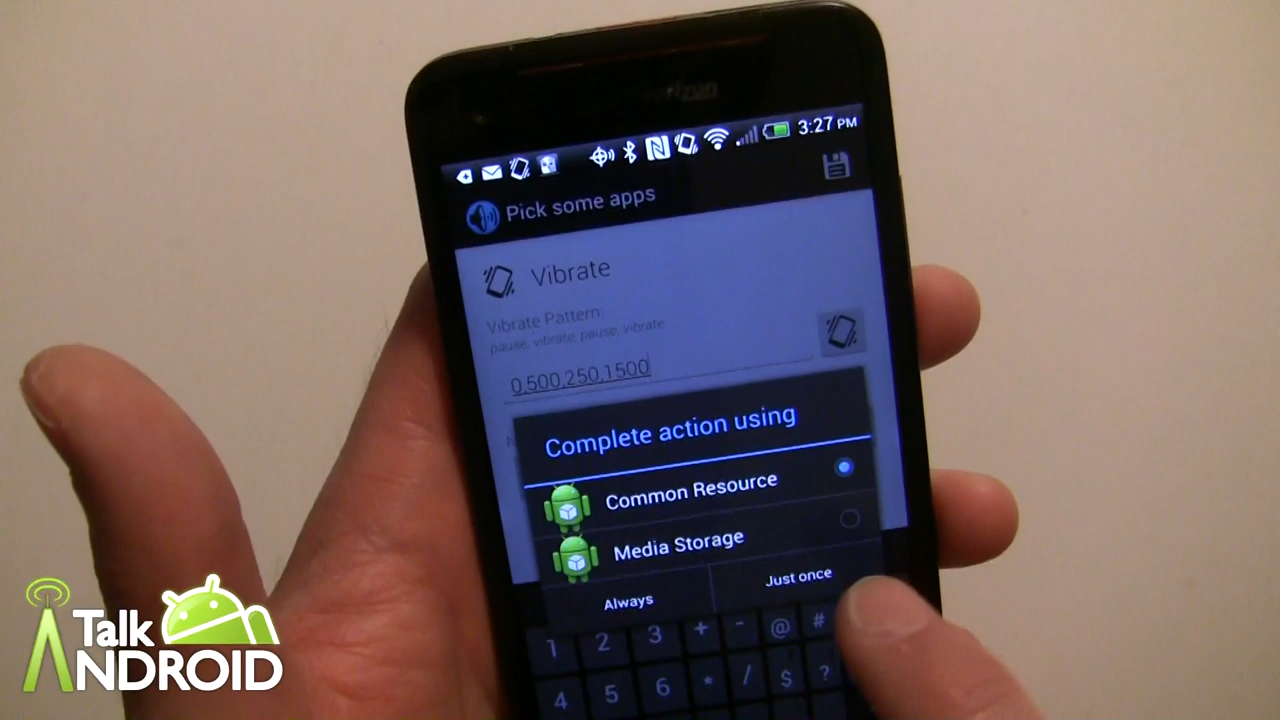 verizon
3:27 PM
Pick some apps
Vibrate
Vibrate Pattern
pause, vibrate, pause, vibrate
0,500,250,1500
Complete action using
Common Resource
Media Storage
Always
Just once
1 2 3 + - @ #
4 5 6 * / $ ?
Talk
ANDROID